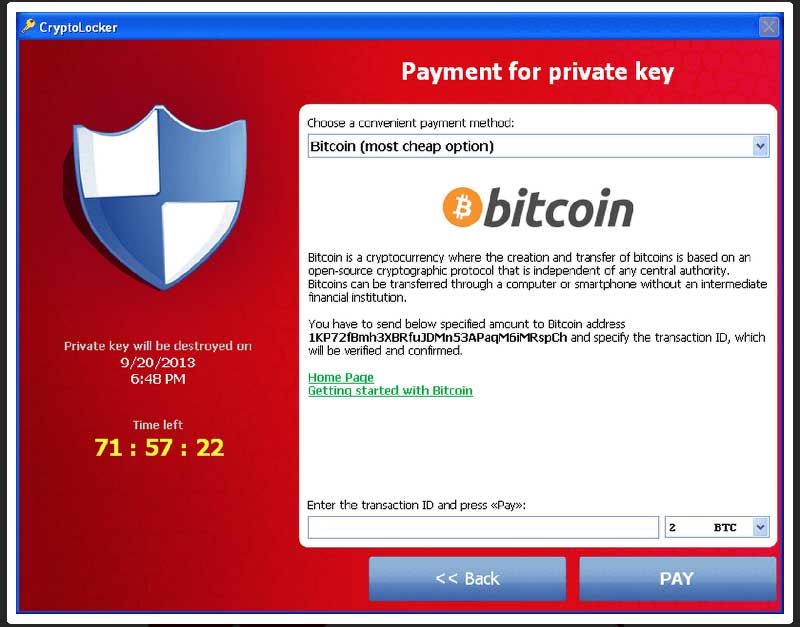 CryptoLocker
Payment for private key
Choose a convenient payment method:
Bitcoin (most cheap option)
bitcoin
Bitcoin is a cryptocurrency where the creation and transfer of bitcoins is based on an
open-source cryptographic protocol that is independent of any central authority.
Bitcoins can be transferred through a computer or smartphone without an intermediate
financial institution.
You have to send below specified amount to Bitcoin address
1KP72fBmh3XBRfuJDMn53APaqM6iMRspCh and specify the transaction ID, which
will be verified and confirmed.
Home Page
Getting started with Bitcoin
Private key will be destroyed on
9/20/2013
6:48 PM
Time left
71 : 57 : 22
Enter the transaction ID and press «Pay»:
2 BTC
<< Back
PAY